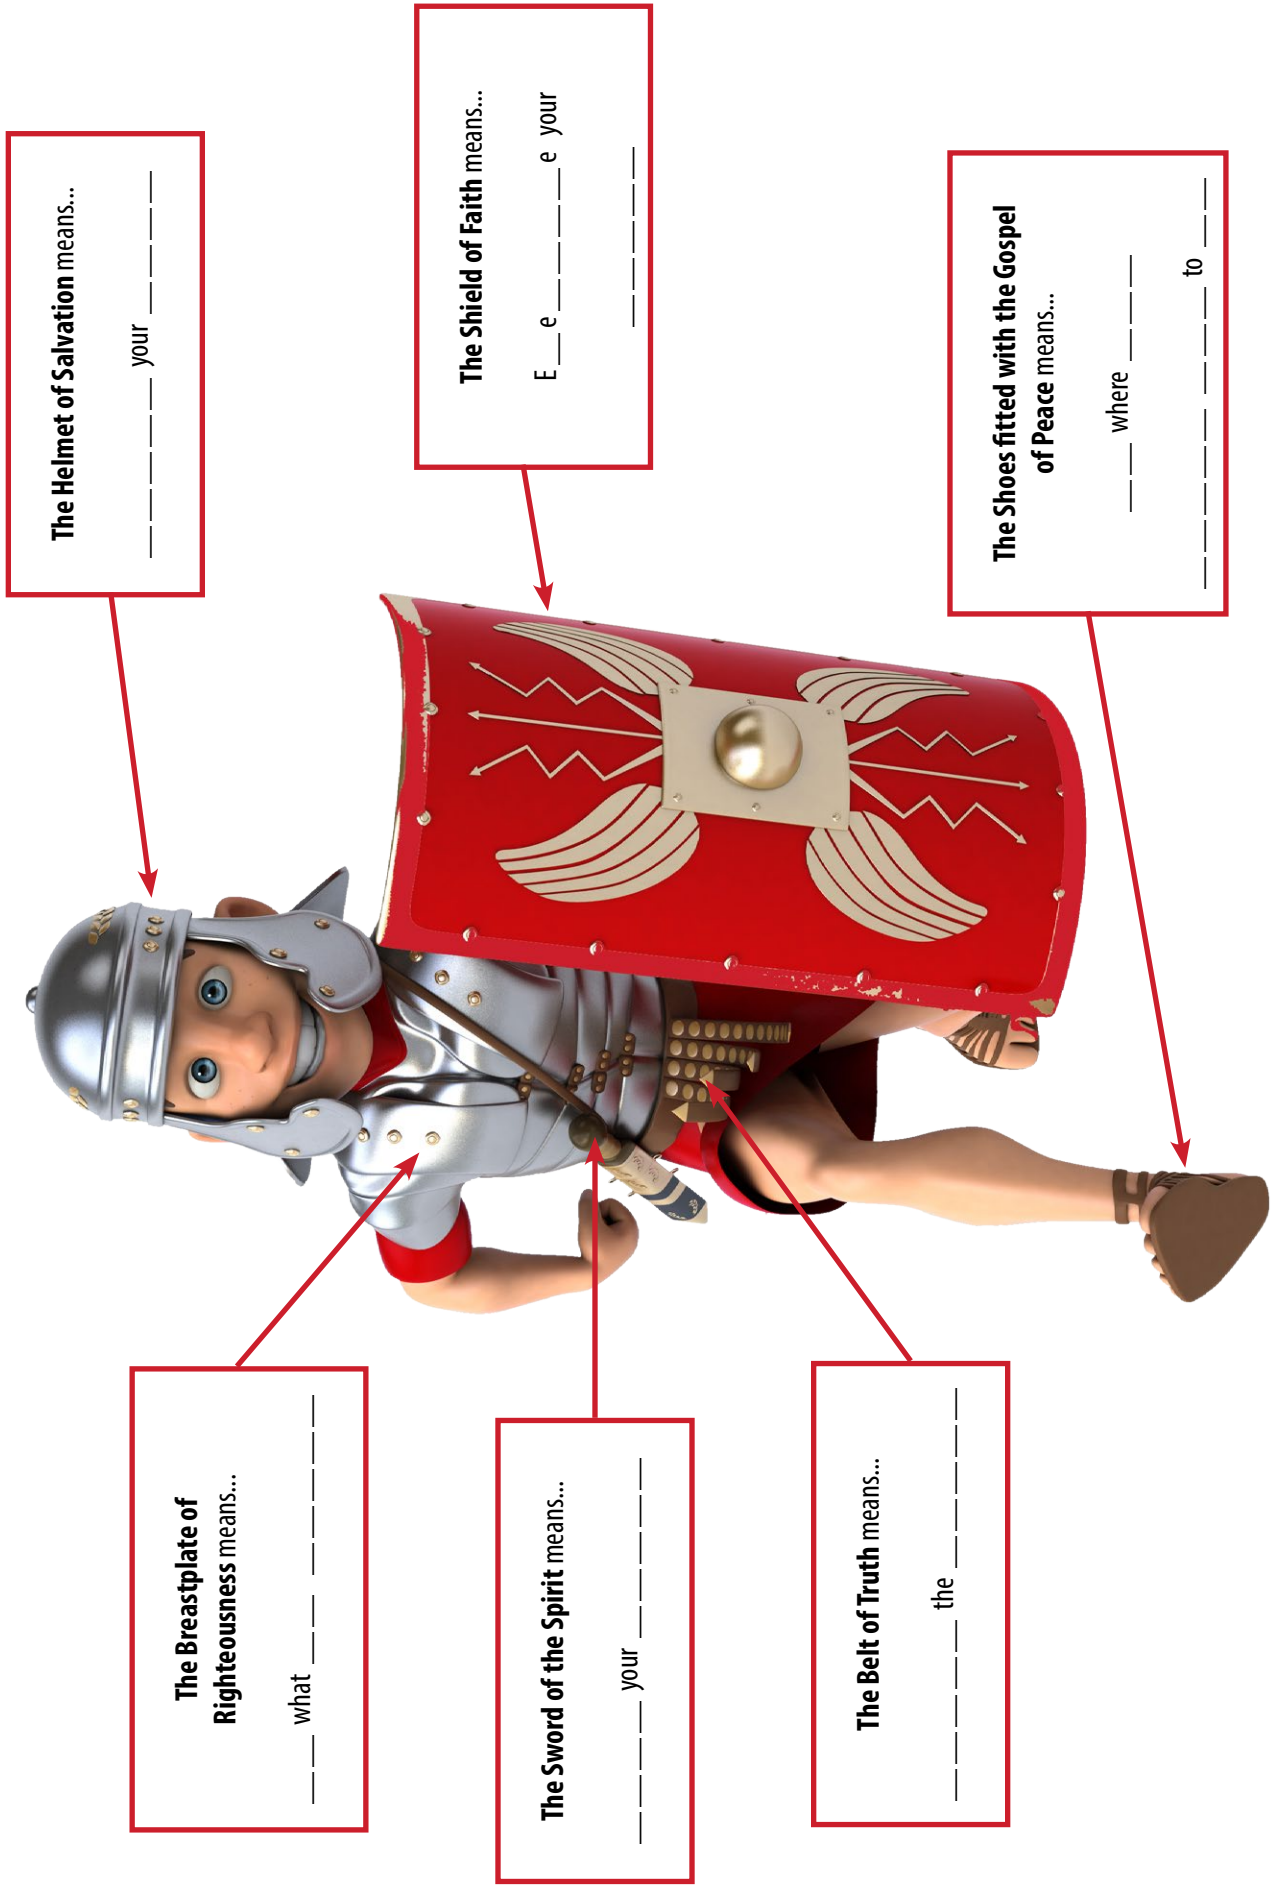 The Breastplate of
Righteousness means...
_ _ what _ _ _ _ _ _ _
The Sword of the Spirit means...
_ _ _ _ your _ _ _ _ _
The Belt of Truth means...
_ _ _ _ _ the _ _ _ _ _
The Helmet of Salvation means...
_ _ _ _ _ your _ _ _ _
The Shield of Faith means...
E _ e _ _ _ _ e your
_ _ _ _ _
The Shoes fitted with the Gospel
of Peace means...
_ _ where _ _ _
_ _ _ _ _ _ _ _ to _ _